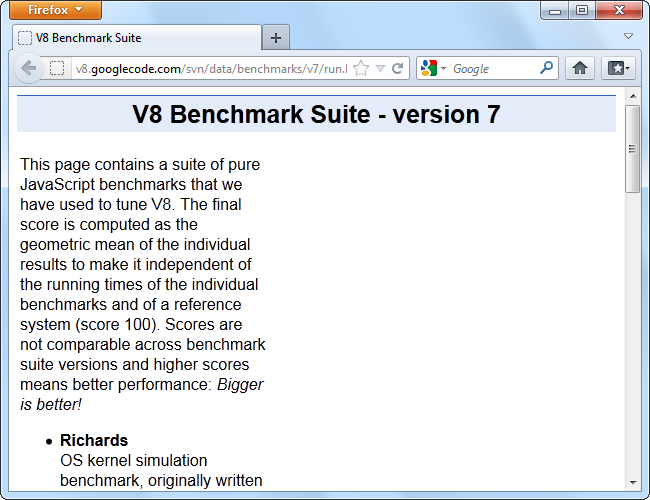 Firefox
V8 Benchmark Suite
v8.googlecode.com/svn/data/benchmarks/v7/run.l
Google
V8 Benchmark Suite - version 7
This page contains a suite of pure
JavaScript benchmarks that we
have used to tune V8. The final
score is computed as the
geometric mean of the individual
results to make it independent of
the running times of the individual
benchmarks and of a reference
system (score 100). Scores are
not comparable across benchmark
suite versions and higher scores
means better performance: Bigger
is better!
Richards
OS kernel simulation
benchmark, originally written